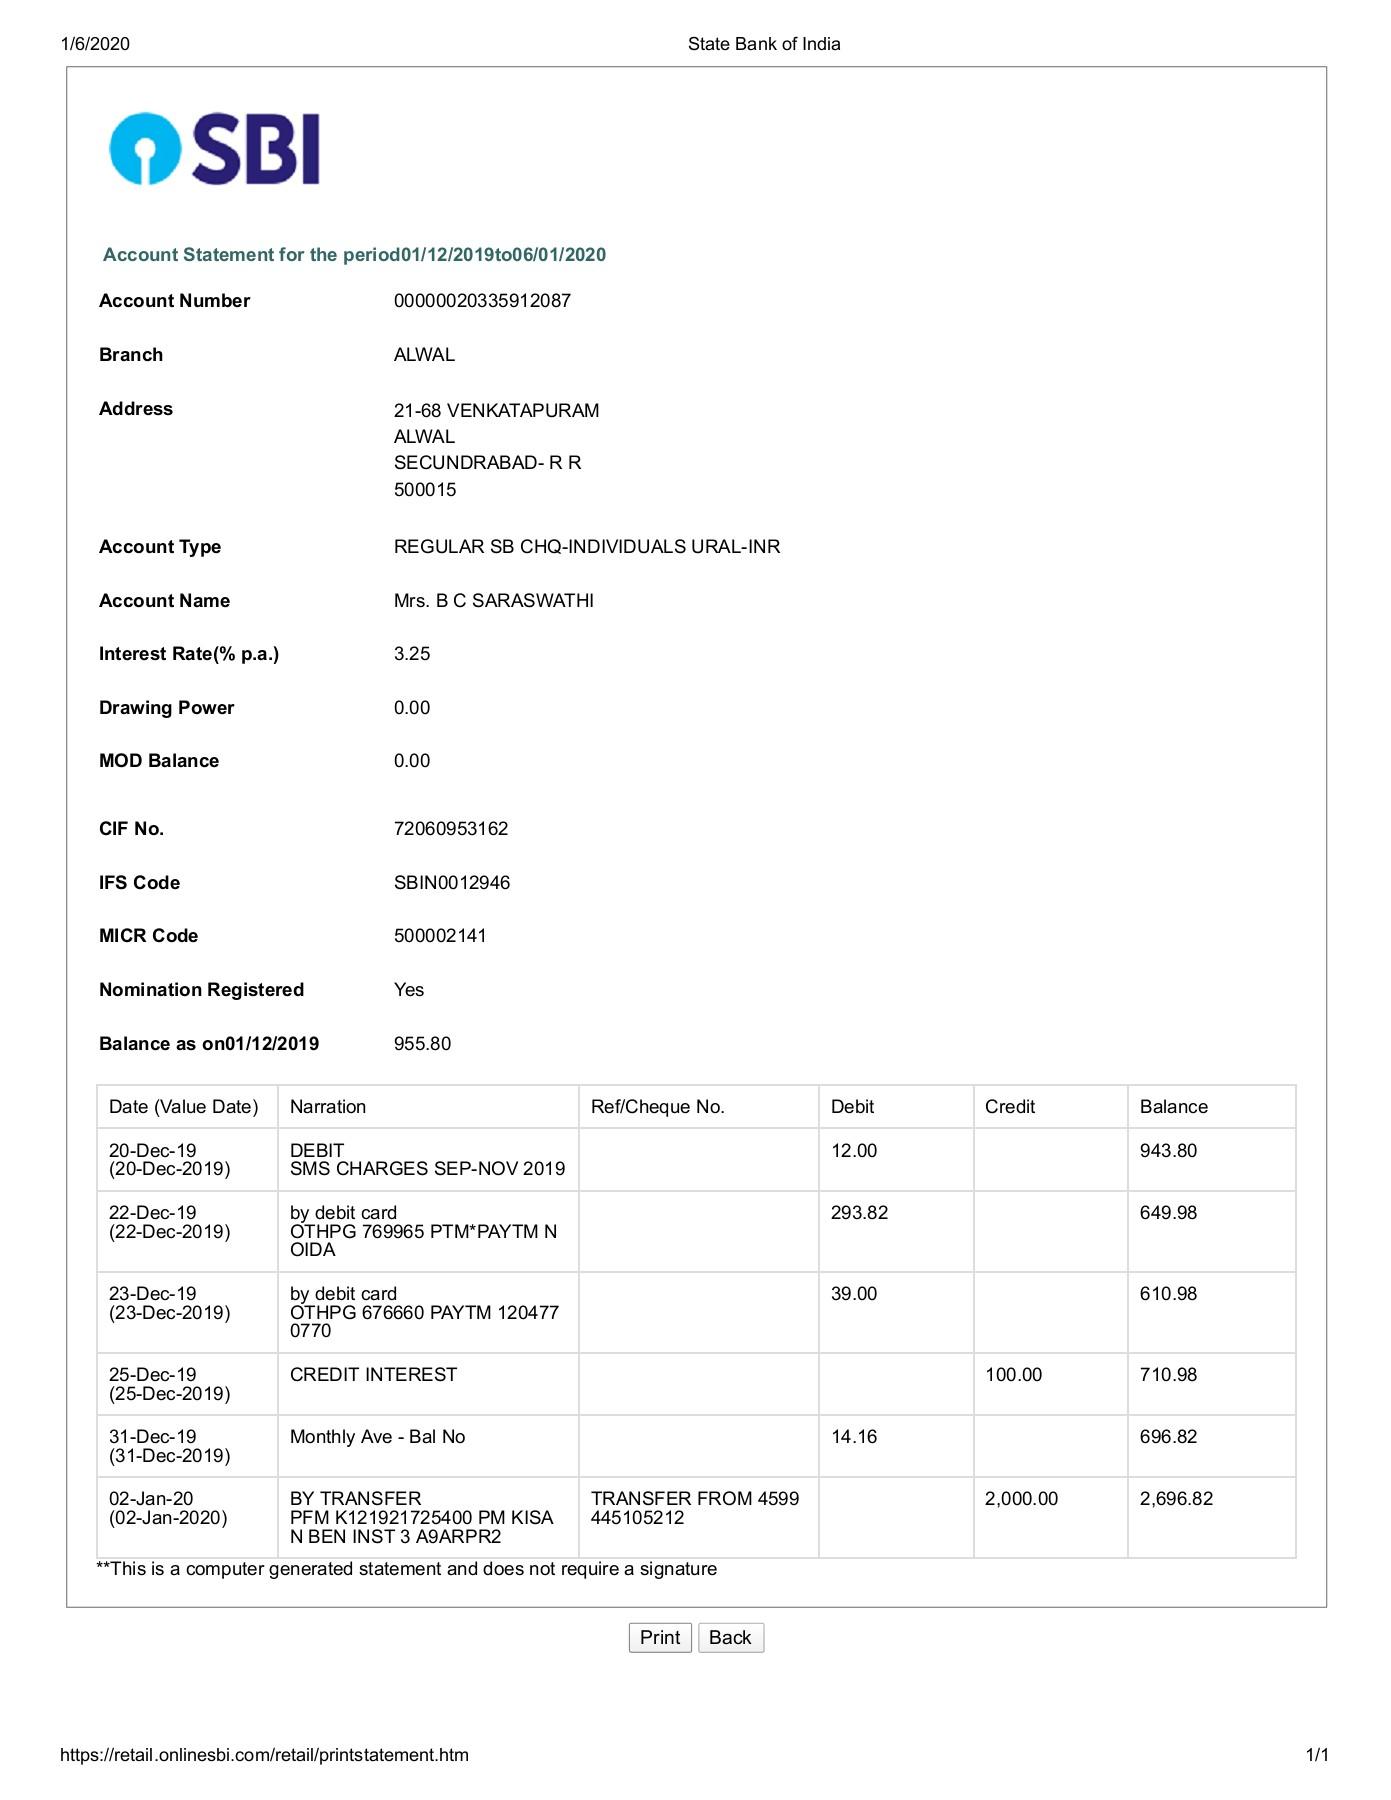 1/6/2020 State Bank of India
SBI
Account Statement for the period01/12/2019to06/01/2020
Account Number 00000020335912087
Branch ALWAL
Address 21-68 VENKATAPURAM
ALWAL
SECUNDRABAD- R R
500015
Account Type REGULAR SB CHQ-INDIVIDUALS URAL-INR
Account Name Mrs. B C SARASWATHI
Interest Rate(% p.a.) 3.25
Drawing Power 0.00
MOD Balance 0.00
CIF No. 72060953162
IFS Code SBIN0012946
MICR Code 500002141
Nomination Registered Yes
Balance as on01/12/2019 955.80
Date (Value Date) Narration Ref/Cheque No. Debit Credit Balance
20-Dec-19 DEBIT 12.00 943.80
(20-Dec-2019) SMS CHARGES SEP-NOV 2019
22-Dec-19 by debit card 293.82 649.98
(22-Dec-2019) OTHPG 769965 PTM*PAYTM N
OIDA
23-Dec-19 by debit card 39.00 610.98
(23-Dec-2019) OTHPG 676660 PAYTM 120477
0770
25-Dec-19 CREDIT INTEREST 100.00 710.98
(25-Dec-2019)
31-Dec-19 Monthly Ave - Bal No 14.16 696.82
(31-Dec-2019)
02-Jan-20 BY TRANSFER TRANSFER FROM 4599 2,000.00 2,696.82
(02-Jan-2020) PFM K121921725400 PM KISA 445105212
N BEN INST 3 A9ARPR2
**This is a computer generated statement and does not require a signature
Print Back
https://retail.onlinesbi.com/retail/printstatement.htm 1/1